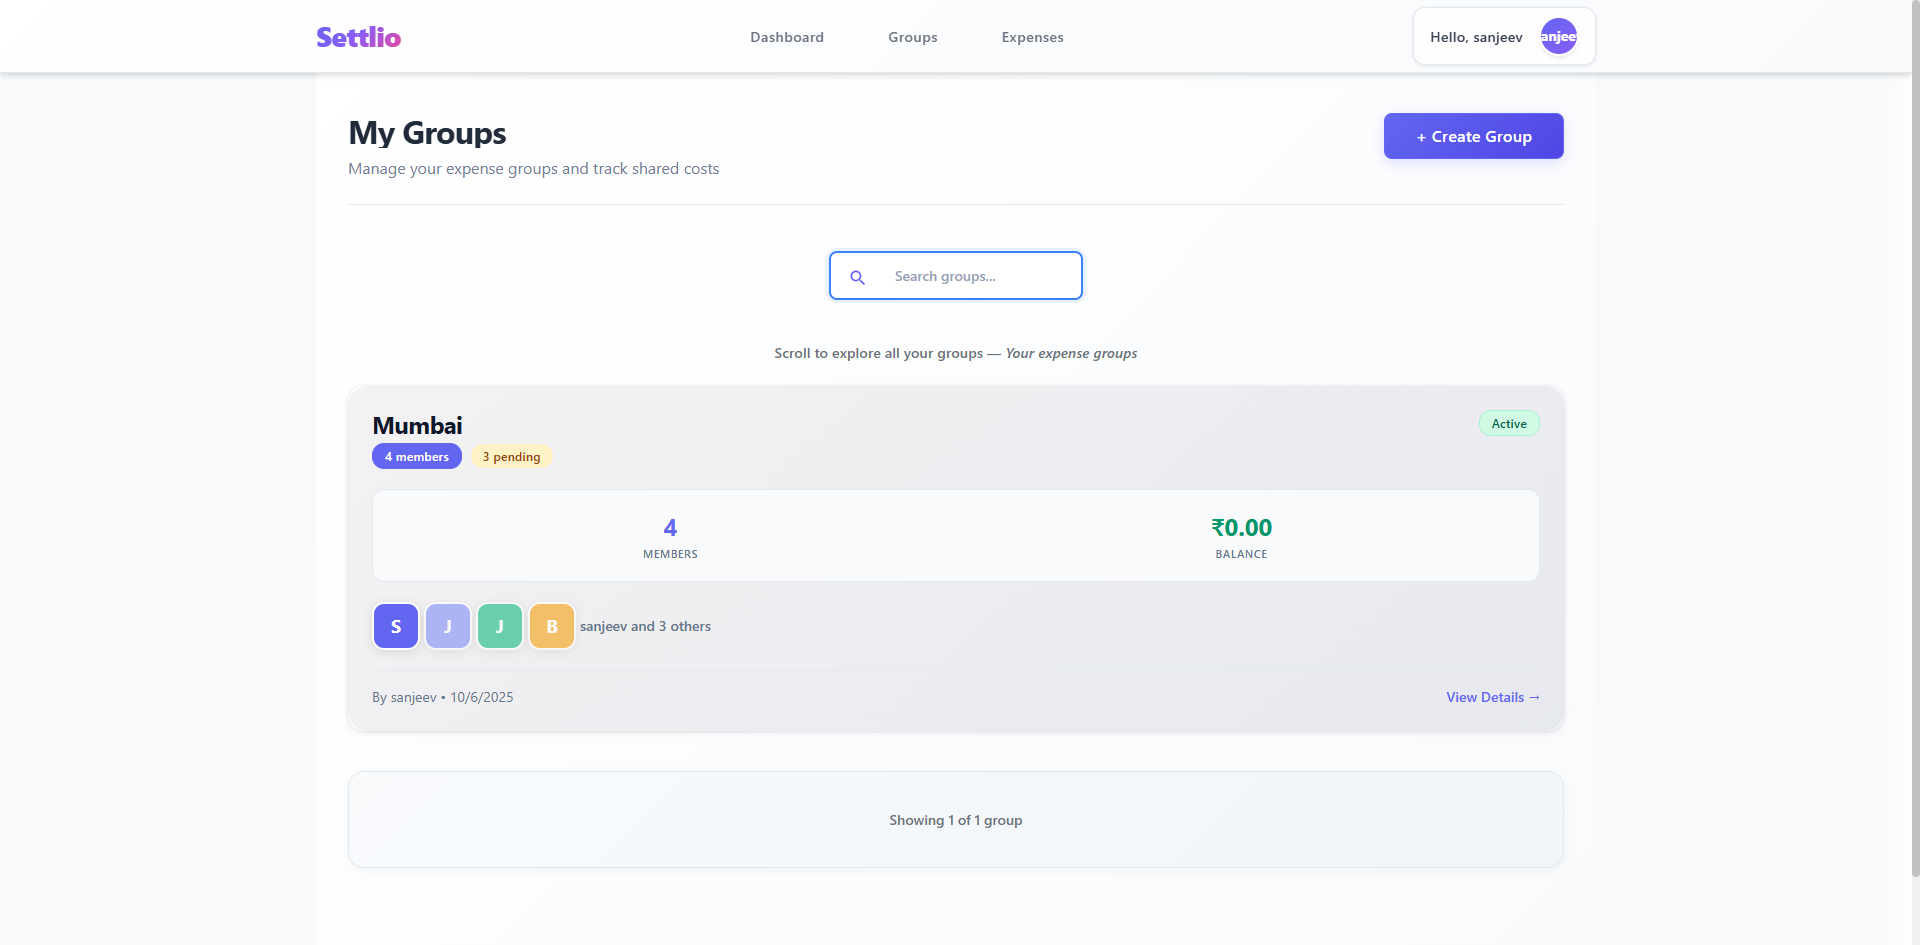 Settlio
Dashboard
Groups
Expenses
Hello, sanjeev
anjee
My Groups
+ Create Group
Manage your expense groups and track shared costs
Search groups...
Scroll to explore all your groups — Your expense groups
Mumbai
Active
4 members
3 pending
4
₹0.00
MEMBERS
BALANCE
S
J
J
B
sanjeev and 3 others
By sanjeev • 10/6/2025
View Details →
Showing 1 of 1 group